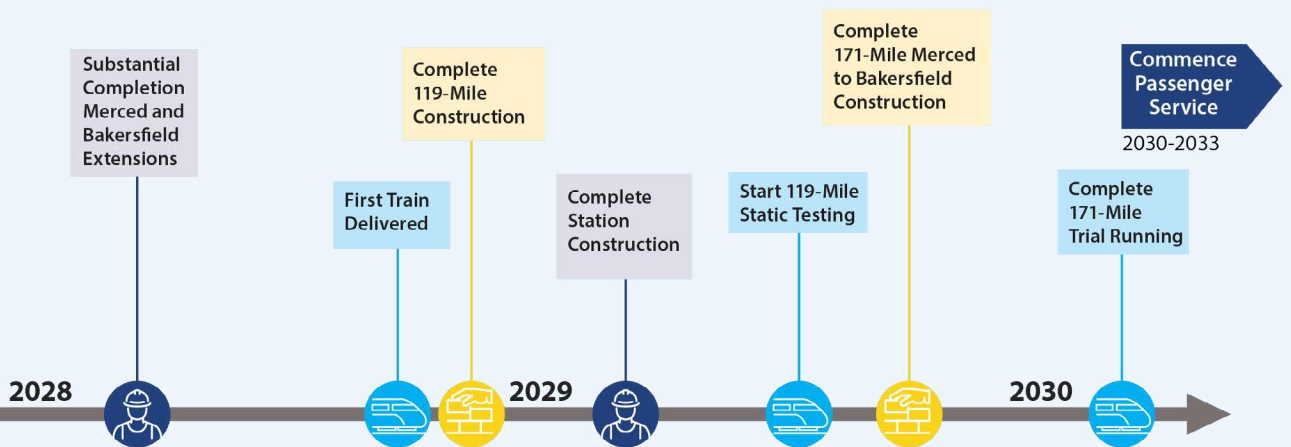 Substantial
Completion
Merced and
Bakersfield
Extensions
First Train
Delivered
Complete
119-Mile
Construction
Complete
Station
Construction
Start 119-Mile
Static Testing
Complete
171-Mile Merced
to Bakersfield
Construction
Commence
Passenger
Service
2030-2033
Complete
171-Mile
Trial Running
2028
2029
2030